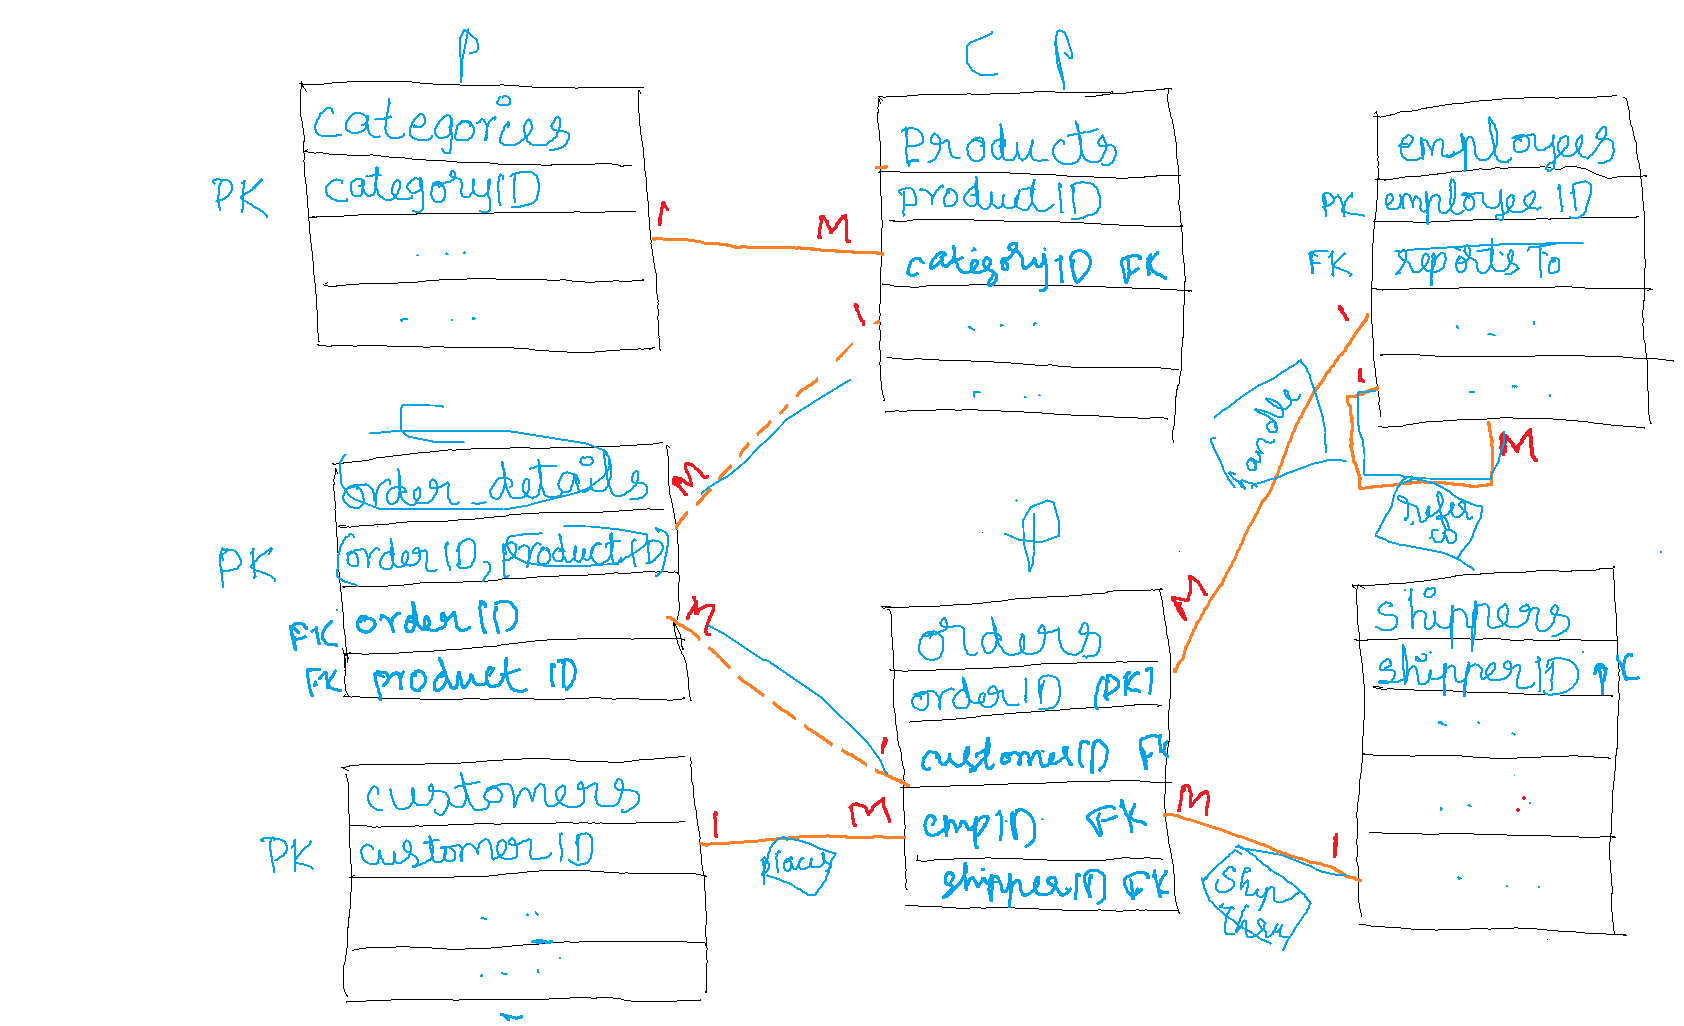 P
categories
PK categoryID
... 
...
1 M
C P
Products
productID
categoryID FK
...
...
employees
PK employee ID
FK reportsTo
...
...
1 M
refer
1 M
handle
C
order_details
PK (orderID, productID)
FK orderID
FK product ID
M 1
M 1
P
orders
orderID (PK)
customerID FK
empID FK
shipperID FK
shippers
shipperID PK
...
...
...
M 1
Ship
thru
customers
PK customerID
...
...
1 M
places